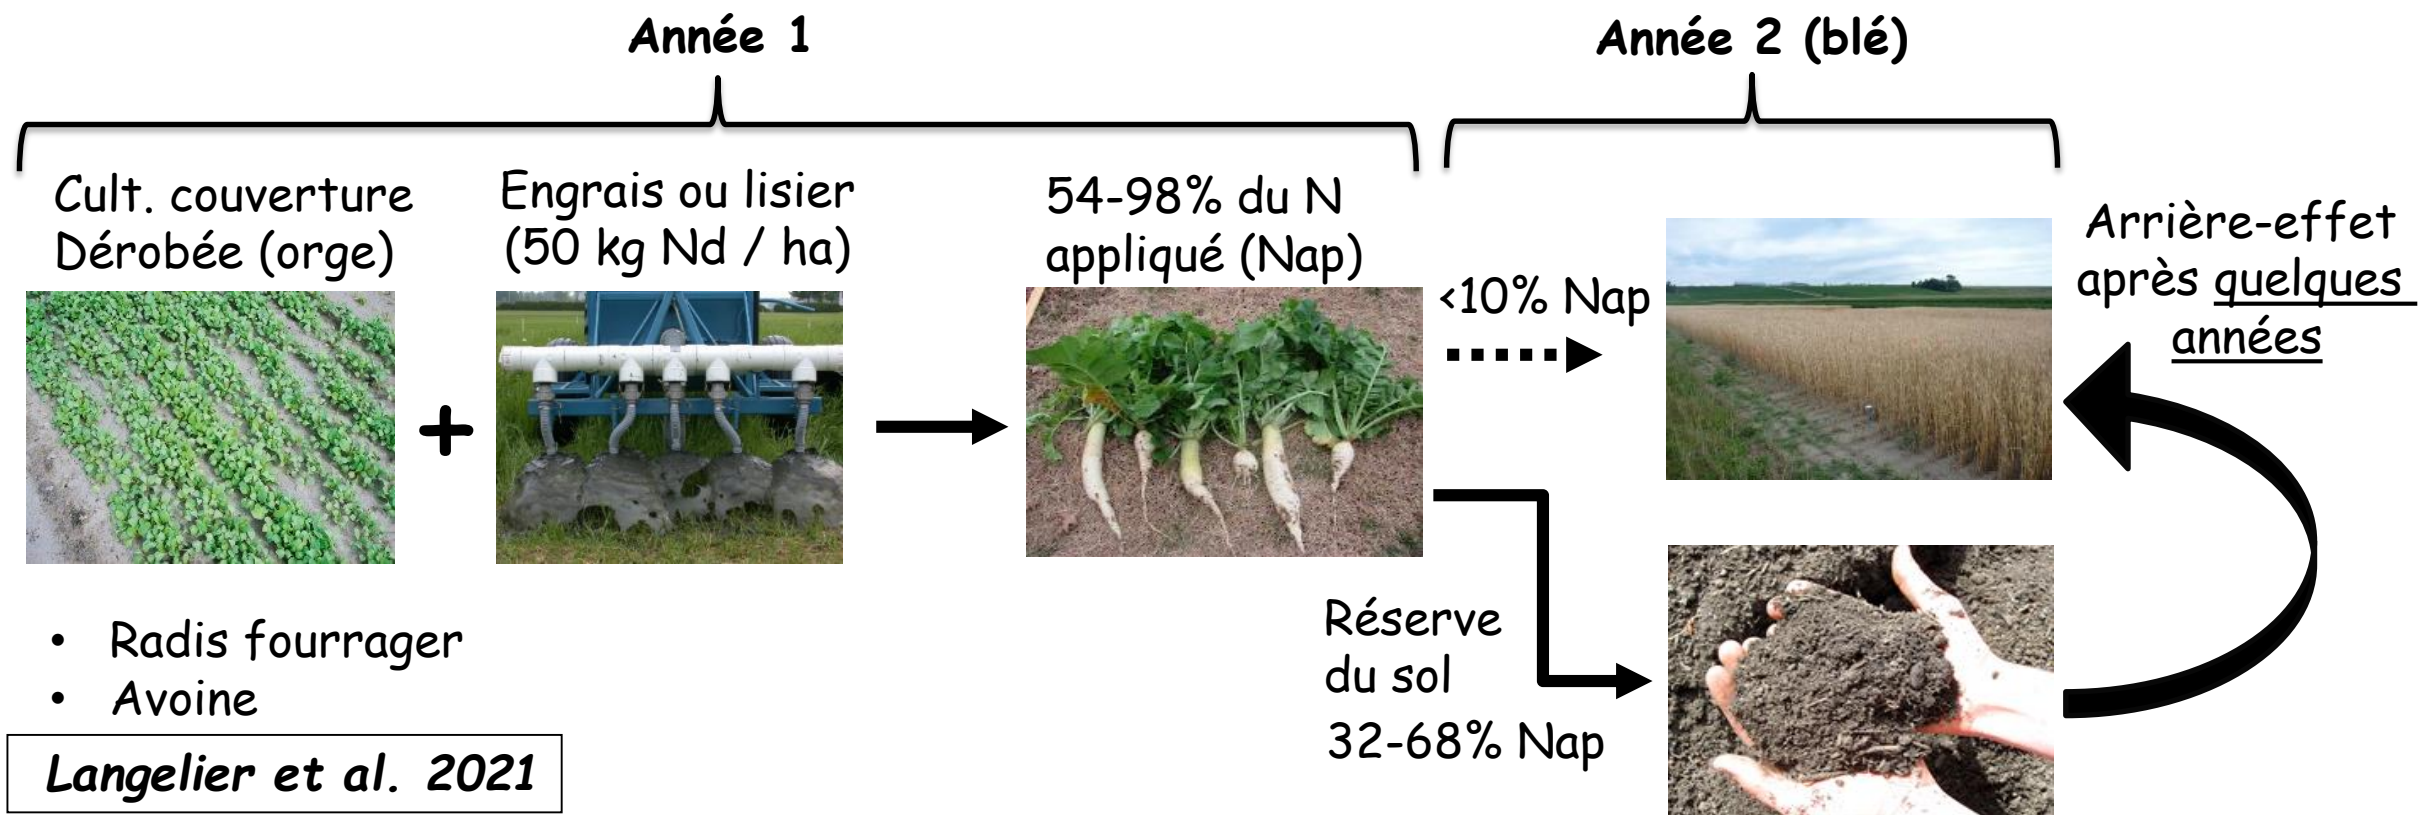 Année 1
Année 2 (blé)
Cult. couverture
Dérobée (orge)
Engrais ou lisier
(50 kg Nd / ha)
54-98% du N
appliqué (Nap)
<10% Nap
Arrière-effet
après quelques
années
+
• Radis fourrager
• Avoine
Réserve
du sol
32-68% Nap
Langelier et al. 2021